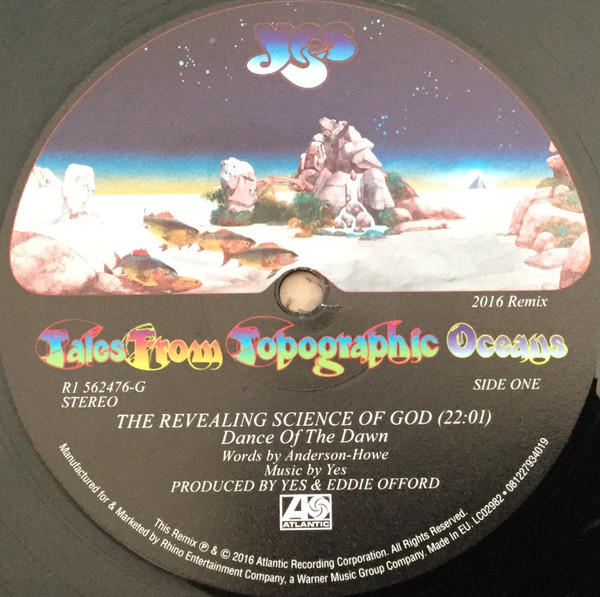 yes
2016 Remix
Tales From Topographic Oceans
R1 562476-G
SIDE ONE
STEREO
THE REVEALING SCIENCE OF GOD (22:01)
Dance Of The Dawn
Words by Anderson-Howe
Music by Yes
PRODUCED BY YES & EDDIE OFFORD
ATLANTIC
This Remix ℗ & © 2016 Atlantic Recording Corporation. All Rights Reserved.
Manufactured for & Marketed by Rhino Entertainment Company, a Warner Music Group Company. Made In EU. LC02982 • 081227934019